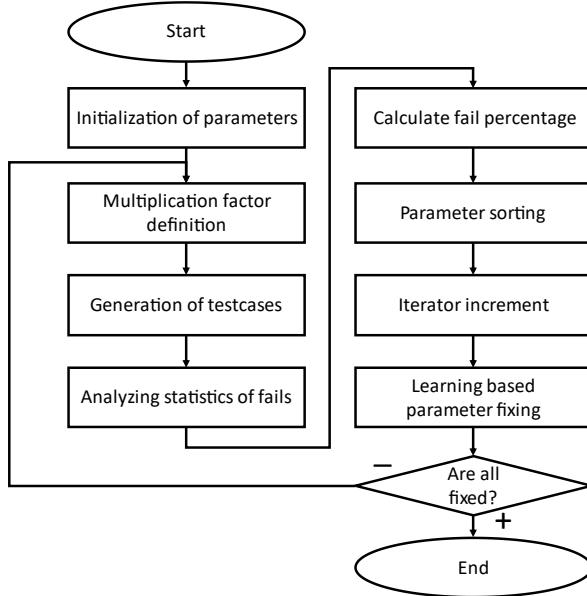 Start
Initialization of parameters
Multiplication factor
definition
Generation of testcases
Analyzing statistics of fails
Calculate fail percentage
Parameter sorting
Iterator increment
Learning based
parameter fixing
Are all
fixed?
−
+
End